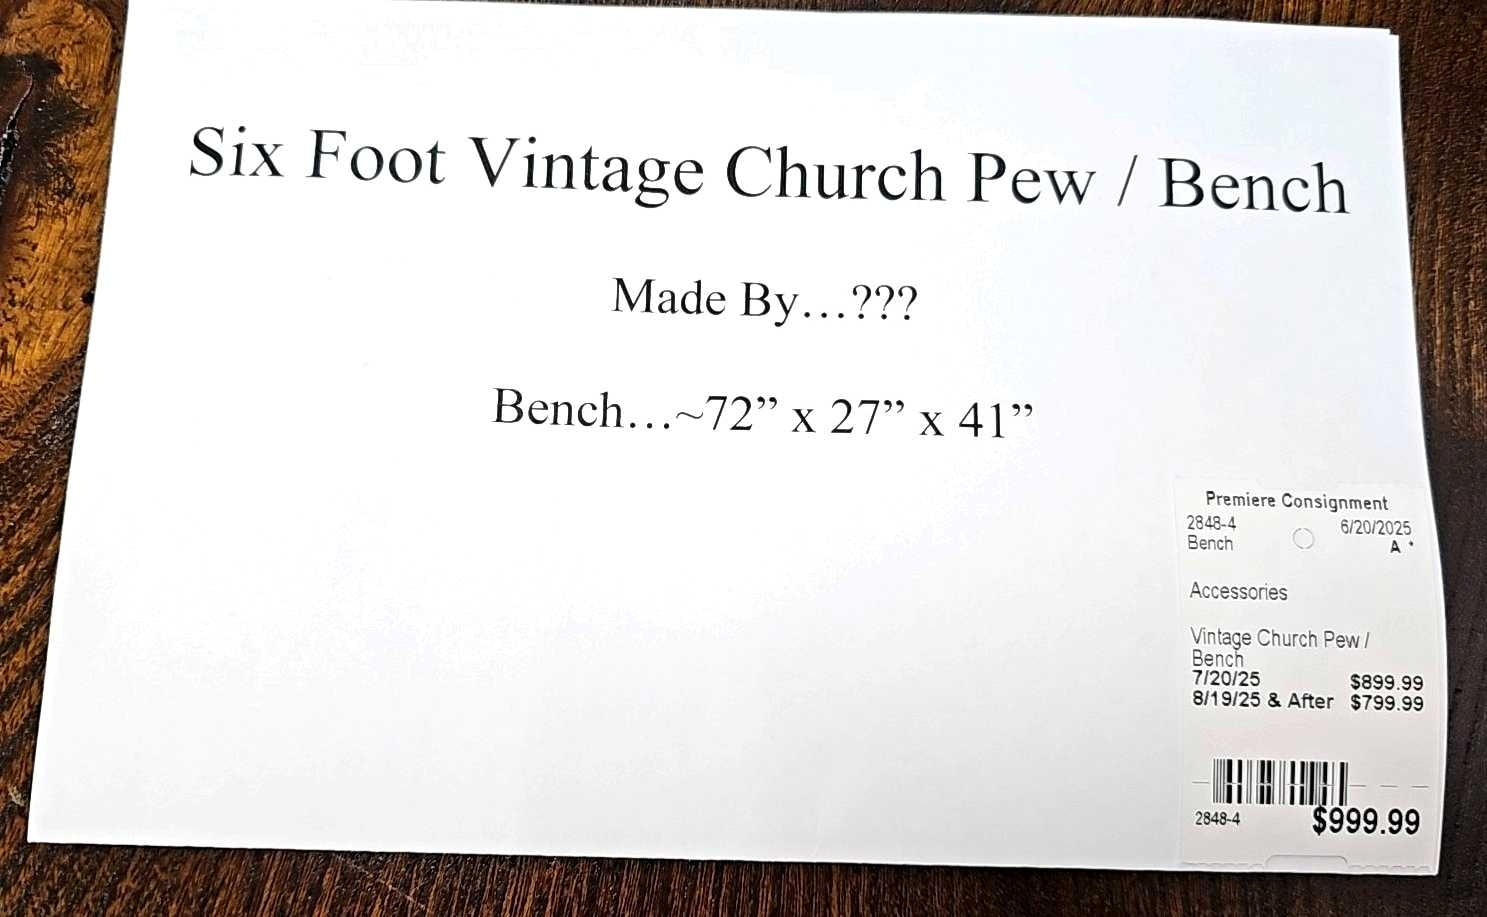 Six Foot Vintage Church Pew / Bench
Made By…???
Bench…~72” x 27” x 41”
Premiere Consignment
2848-4 6/20/2025
Bench A *
Accessories
Vintage Church Pew /
Bench
7/20/25 $899.99
8/19/25 & After $799.99
2848-4 $999.99